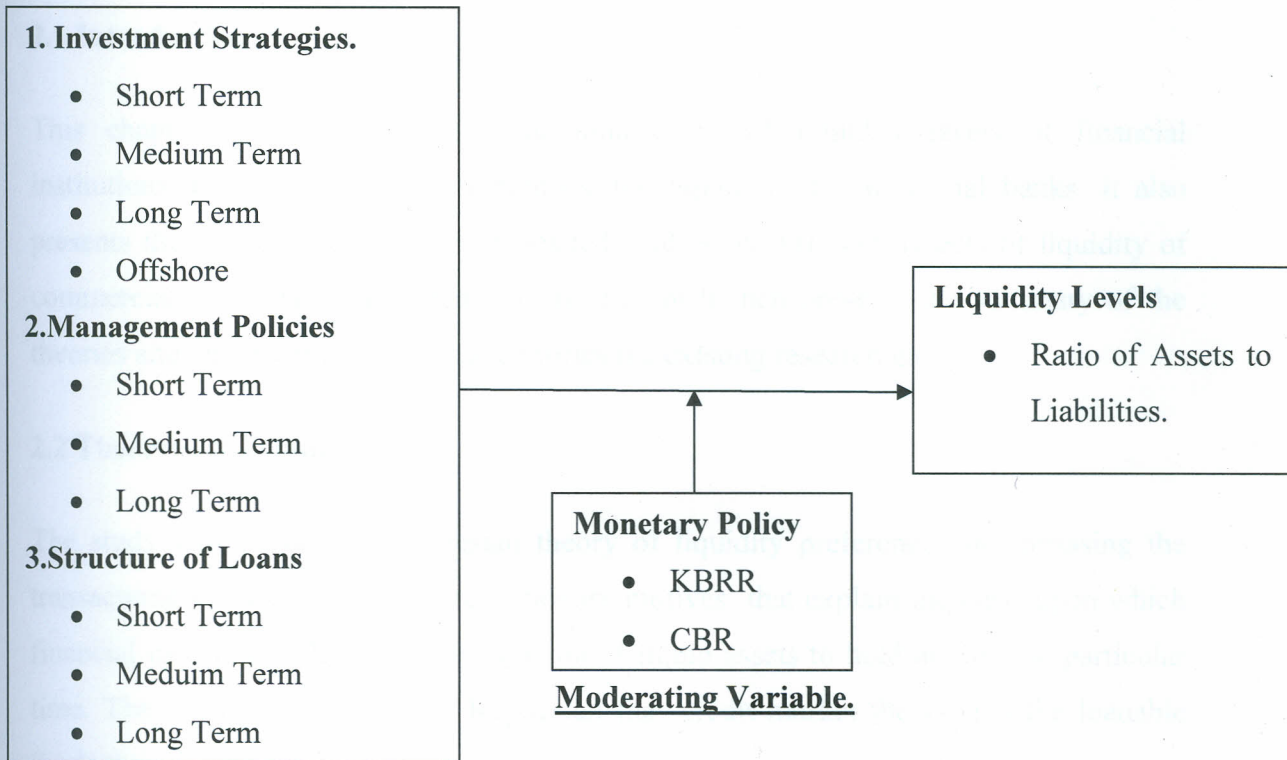 1. Investment Strategies.
• Short Term
• Medium Term
• Long Term
• Offshore
2.Management Policies
• Short Term
• Medium Term
• Long Term
3.Structure of Loans
• Short Term
• Meduim Term
• Long Term
Monetary Policy
• KBRR
• CBR
Moderating Variable.
Liquidity Levels
• Ratio of Assets to
Liabilities.